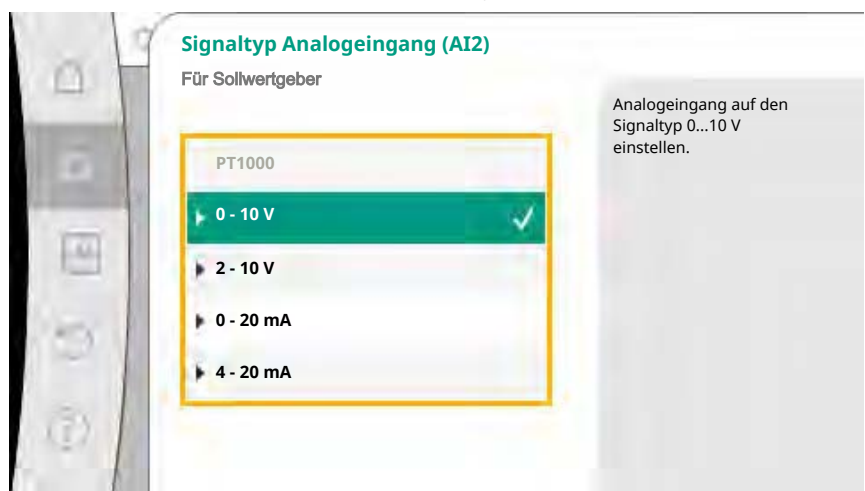 Signaltyp Analogeingang (AI2)
Für Sollwertgeber
PT1000
0 - 10 V
2 - 10 V
0 - 20 mA
4 - 20 mA
Analogeingang auf den
Signaltyp 0...10 V
einstellen.